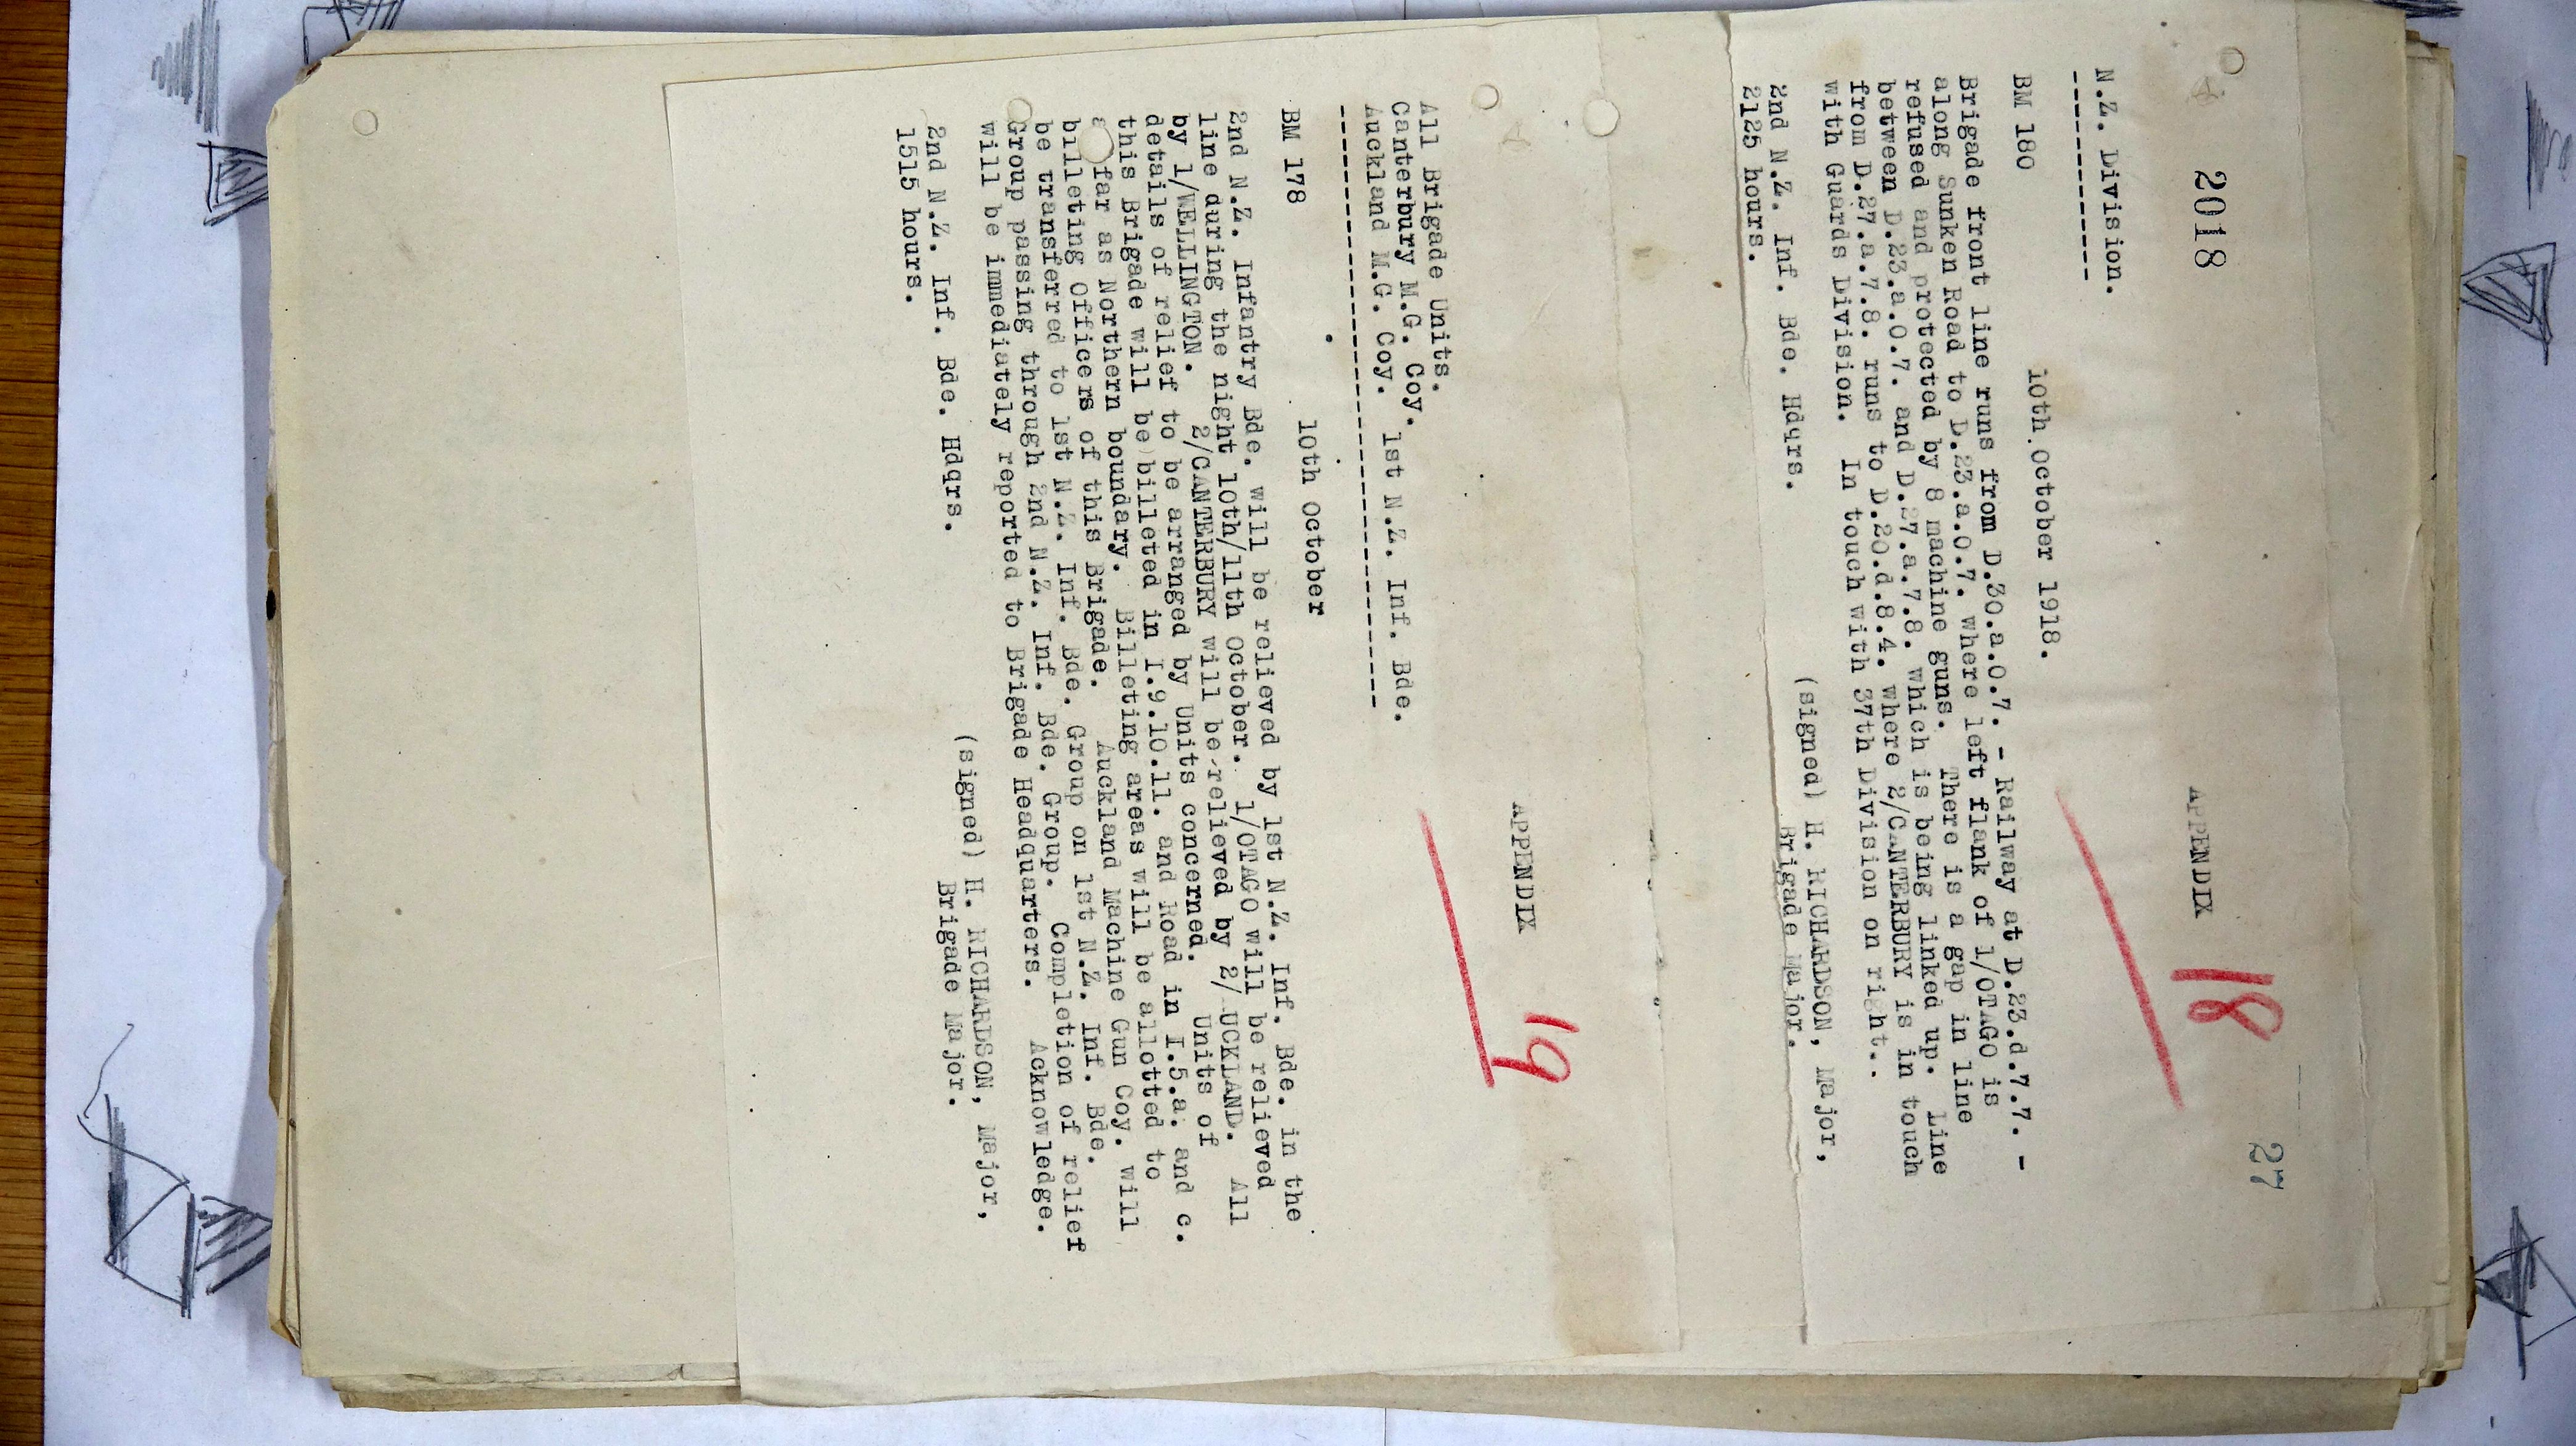 27
2018
APPENDIX 18
N.Z. Division.
---------------
BM 180 10th October 1918.
Brigade front line runs from D.30.a.0.7. - Railway at D.23.d.7.7. -
along Sunken Road to D.23.a.0.7. where left flank of 1/OTAGO is
refused and protected by 8 machine guns. There is a gap in line
between D.23.a.0.7. and D.27.a.7.8. which is being linked up. Line
from D.27.a.7.8. runs to D.20.d.8.4. where 2/CANTERBURY is in touch
with Guards Division. In touch with 37th Division on right..
2nd N.Z. Inf. Bde. Hdqrs. (signed) H. RICHARDSON, Major,
2125 hours. Brigade Major.
APPENDIX 19
All Brigade Units.
Canterbury M.G. Coy. 1st N.Z. Inf. Bde.
Auckland M.G. Coy.
------------------------------------------
BM 178 10th October
2nd N.Z. Infantry Bde. will be relieved by 1st N.Z. Inf. Bde. in the
line during the night 10th/11th October. 1/OTAGO will be relieved
by 1/WELLINGTON. 2/CANTERBURY will be relieved by 2/AUCKLAND. All
details of relief to be arranged by Units concerned. Units of
this Brigade will be billeted in I.9.10.11. and Road in I.5.a. and c.
far as Northern boundary. Billeting areas will be allotted to
billeting Officers of this Brigade. Auckland Machine Gun Coy. will
be transferred to 1st N.Z. Inf. Bde. Group on 1st N.Z. Inf. Bde.
Group passing through 2nd N.Z. Inf. Bde. Group. Completion of relief
will be immediately reported to Brigade Headquarters. Acknowledge.
2nd N.Z. Inf. Bde. Hdqrs. (signed) H. RICHARDSON, Major,
1515 hours. Brigade Major.